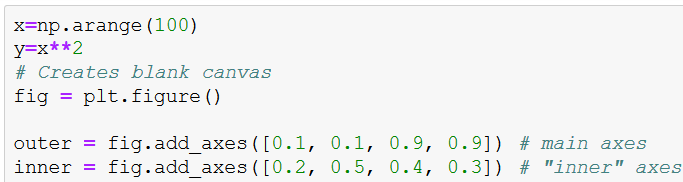 x=np.arange(100)
y=x**2
# Creates blank canvas
fig = plt.figure()
outer = fig.add_axes([0.1, 0.1, 0.9, 0.9]) # main axes
inner = fig.add_axes([0.2, 0.5, 0.4, 0.3]) # "inner" axes